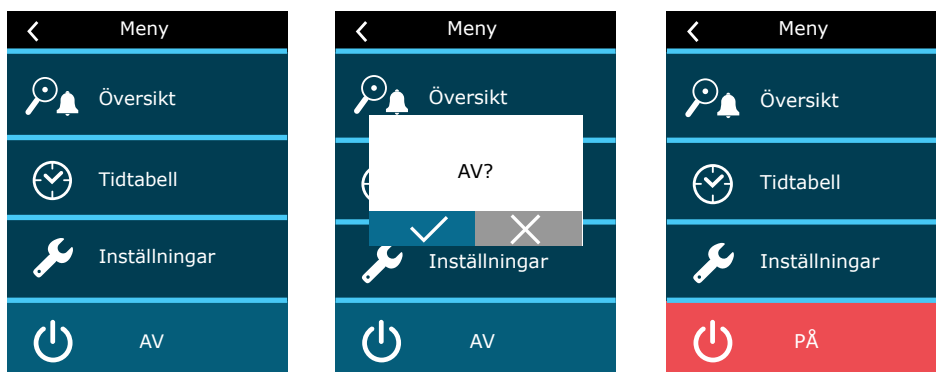 Meny
Översikt
Tidtabell
Inställningar
AV
Meny
Översikt
AV?
Inställningar
AV
Meny
Översikt
Tidtabell
Inställningar
PÅ